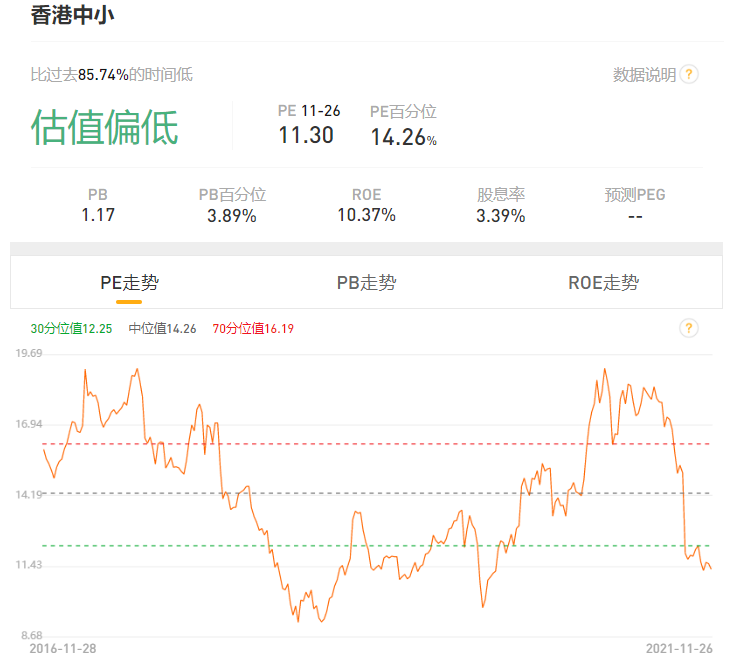 香港中小
比过去85.74%的时间低
数据说明 ?
估值偏低
PE 11-26
11.30
PE百分位
14.26%
PB
1.17
PB百分位
3.89%
ROE
10.37%
股息率
3.39%
预测PEG
--
PE走势
PB走势
ROE走势
30分位值12.25 中位值14.26 70分位值16.19
?
19.69
16.94
14.19
11.43
8.68
2016-11-28
2021-11-26